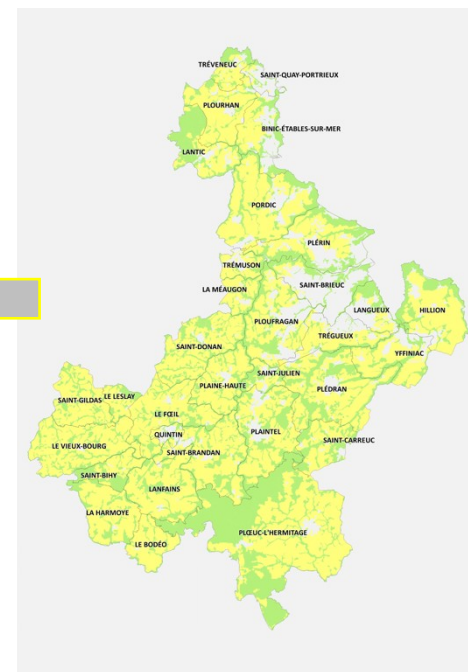 TRÉVENEUC
SAINT-QUAY-PORTRIEUX
PLOURHAN
BINIC-ÉTABLES-SUR-MER
LANTIC
PORDIC
PLÉRIN
TRÉMUSON
SAINT-BRIEUC
LA MÉAUGON
LANGUEUX
HILLION
PLOUFRAGAN
TRÉGUEUX
SAINT-DONAN
YFFINIAC
SAINT-JULIEN
PLAINE-HAUTE
PLÉDRAN
SAINT-GILDAS
LE LESLAY
LE FŒIL
QUINTIN
PLAINTEL
SAINT-CARREUC
LE VIEUX-BOURG
SAINT-BRANDAN
SAINT-BIHY
LANFAINS
LA HARMOYE
PLŒUC-L'HERMITAGE
LE BODÉO